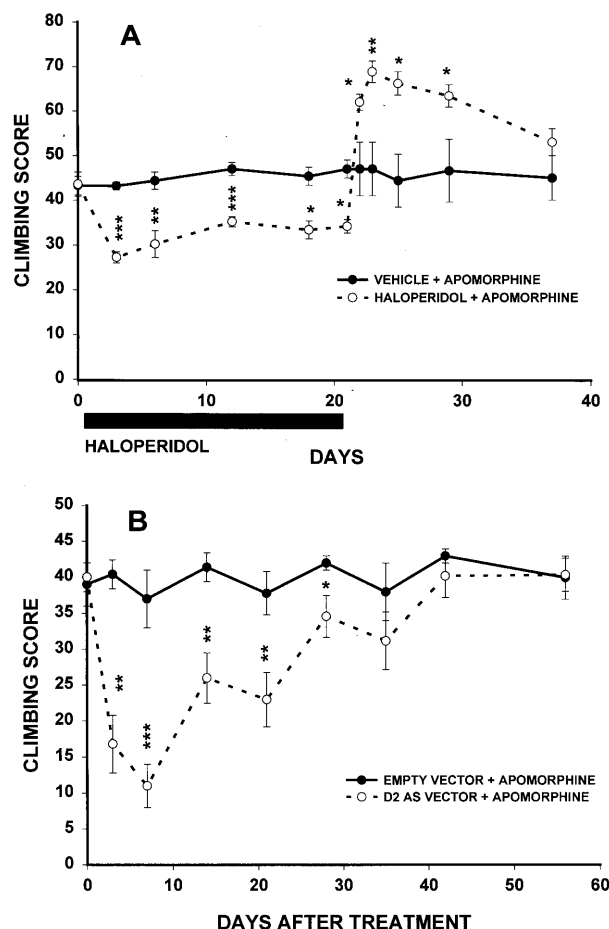 A
80
70
60
50
40
30
20
10
0
CLIMBING SCORE
***
**
***
*
*
*
**
*
*
VEHICLE + APOMORPHINE
HALOPERIDOL + APOMORPHINE
0 10 20 30 40
HALOPERIDOL
DAYS
B
50
45
40
35
30
25
20
15
10
5
0
CLIMBING SCORE
**
***
**
**
*
EMPTY VECTOR + APOMORPHINE
D2 AS VECTOR + APOMORPHINE
0 10 20 30 40 50 60
DAYS AFTER TREATMENT